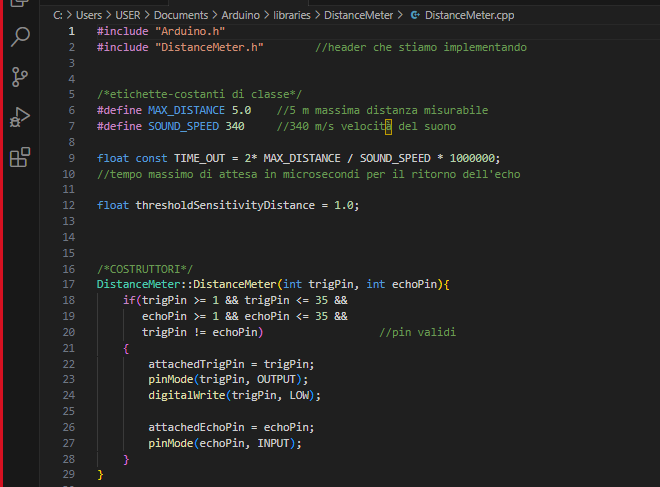 C: > Users > USER > Documents > Arduino > libraries > DistanceMeter > DistanceMeter.cpp
1 #include "Arduino.h"
2 #include "DistanceMeter.h" //header che stiamo implementando
3
4
5 /*etichette-costanti di classe*/
6 #define MAX_DISTANCE 5.0 //5 m massima distanza misurabile
7 #define SOUND_SPEED 340 //340 m/s velocità del suono
8
9 float const TIME_OUT = 2* MAX_DISTANCE / SOUND_SPEED * 1000000;
10 //tempo massimo di attesa in microsecondi per il ritorno dell'echo
11
12 float thresholdSensitivityDistance = 1.0;
13
14
15
16 /*COSTRUTTORI*/
17 DistanceMeter::DistanceMeter(int trigPin, int echoPin){
18 if(trigPin >= 1 && trigPin <= 35 &&
19 echoPin >= 1 && echoPin <= 35 &&
20 trigPin != echoPin) //pin validi
21 {
22 attachedTrigPin = trigPin;
23 pinMode(trigPin, OUTPUT);
24 digitalWrite(trigPin, LOW);
25
26 attachedEchoPin = echoPin;
27 pinMode(echoPin, INPUT);
28 }
29 }